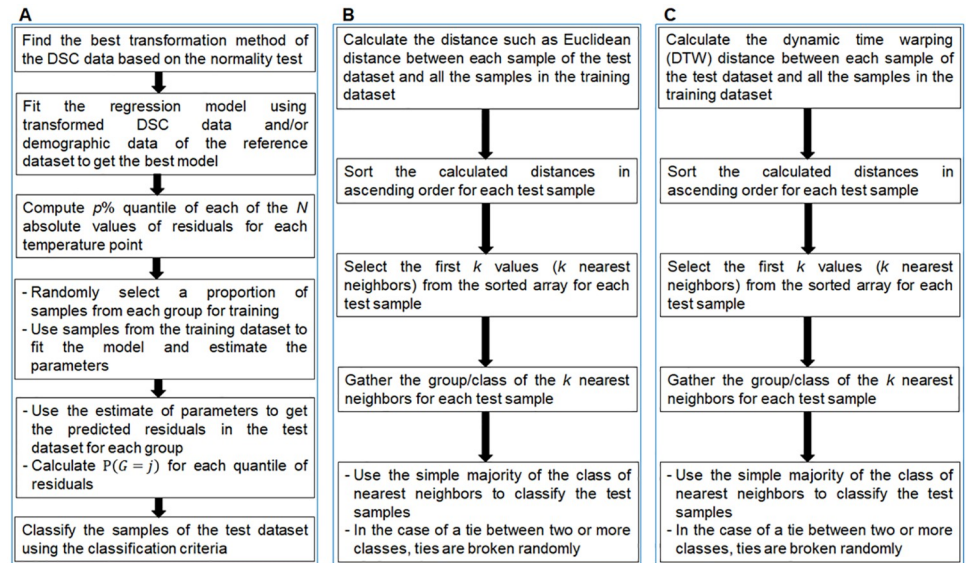 A
Find the best transformation method of
the DSC data based on the normality test
Fit the regression model using
transformed DSC data and/or
demographic data of the reference
dataset to get the best model
Compute p% quantile of each of the N
absolute values of residuals for each
temperature point
- Randomly select a proportion of
samples from each group for training
- Use samples from the training dataset to
fit the model and estimate the
parameters
- Use the estimate of parameters to get
the predicted residuals in the test
dataset for each group
- Calculate P(G = j) for each quantile of
residuals
Classify the samples of the test dataset
using the classification criteria
B
Calculate the distance such as Euclidean
distance between each sample of the test
dataset and all the samples in the training
dataset
Sort the calculated distances in
ascending order for each test sample
Select the first k values (k nearest
neighbors) from the sorted array for each
test sample
Gather the group/class of the k nearest
neighbors for each test sample
- Use the simple majority of the class of
nearest neighbors to classify the test
samples
- In the case of a tie between two or more
classes, ties are broken randomly
C
Calculate the dynamic time warping
(DTW) distance between each sample of
the test dataset and all the samples in the
training dataset
Sort the calculated distances in
ascending order for each test sample
Select the first k values (k nearest
neighbors) from the sorted array for each
test sample
Gather the group/class of the k nearest
neighbors for each test sample
- Use the simple majority of the class of
nearest neighbors to classify the test
samples
- In the case of a tie between two or more
classes, ties are broken randomly